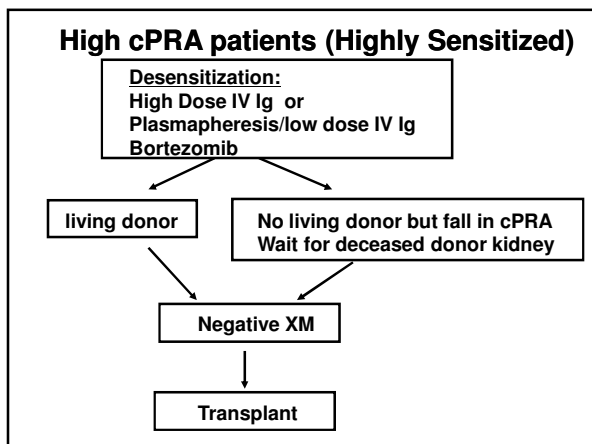 High cPRA patients (Highly Sensitized)
Desensitization:
High Dose IV Ig or
Plasmapheresis/low dose IV Ig
Bortezomib
living donor
No living donor but fall in cPRA
Wait for deceased donor kidney
Negative XM
Transplant